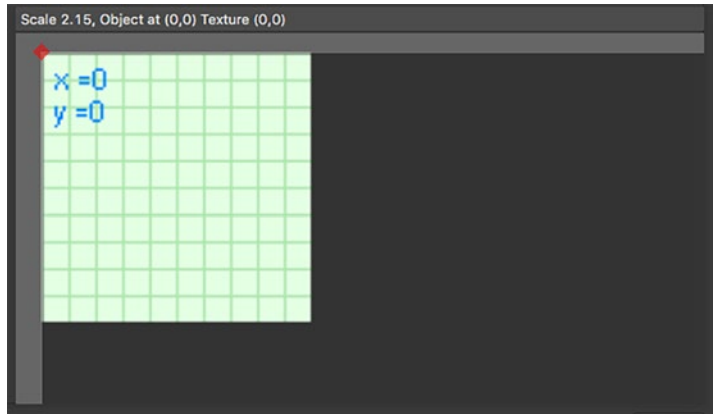 Scale 2.15, Object at (0,0) Texture (0,0)
x =0
y =0